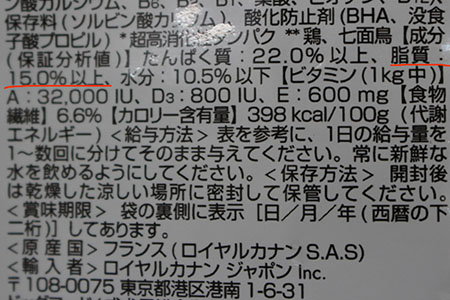 ン酸カルシウム、B₆、B₂、B₁、葉酸、ビオチン、B₁₂)、
保存料(ソルビン酸カリウム)、酸化防止剤(BHA、没食
子酸プロピル) *超高消化性タンパク **鶏、七面鳥【成分
(保証分析値)】たんぱく質:22.0%以上、脂質:
15.0%以上、水分:10.5%以下【ビタミン(1kg中)】
A:32,000 IU、D₃:800 IU、E:600 mg【食物
繊維】6.6%【カロリー含有量】398 kcal/100g(代謝
エネルギー)<給与方法> 表を参考に、1日の給与量を
1〜数回に分けてそのまま与えてください。常に新鮮な
水を飲めるようにしてください。<保存方法> 開封後
は乾燥した涼しい場所に密封して保管してください。
<賞味期限> 袋の裏側に表示 [日／月／年 (西暦の下
二桁)]してあります。
<原産国>フランス(ロイヤルカナン S.A.S)
<輸入者>ロイヤルカナン ジャポン inc.
〒108-0075 東京都港区港南 1-6-31